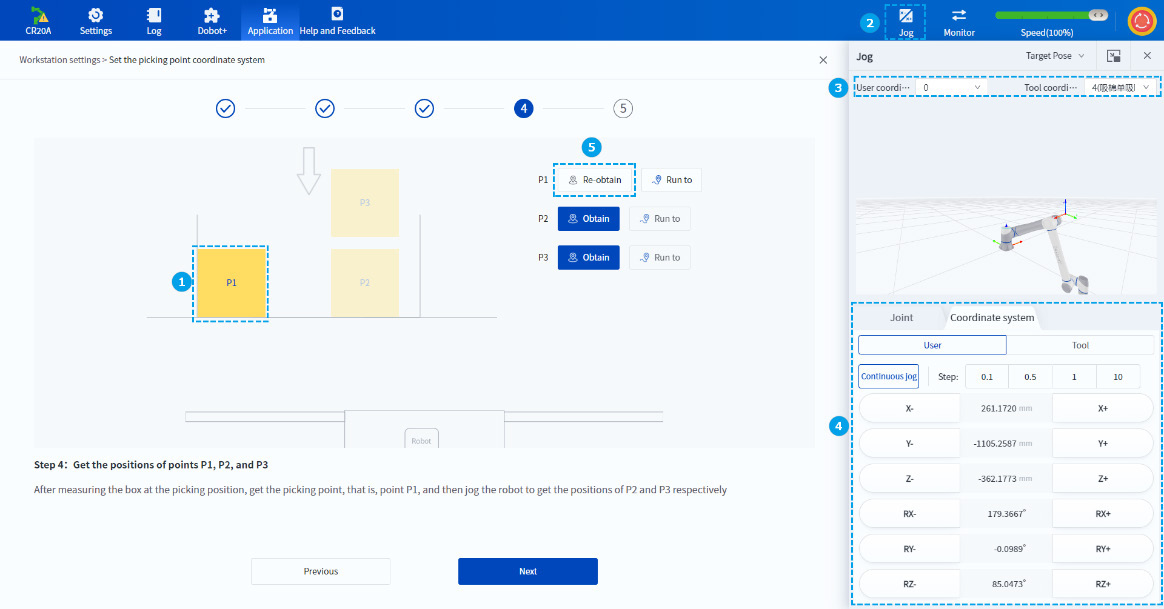 CR20A
Settings
Log
Dobot+
Application
Help and Feedback
2
Jog
Monitor
Speed(100%)
Workstation settings > Set the picking point coordinate system
Jog
Target Pose
3
User coordi···
0
Tool coordi···
4(吸棉单吸)
4
5
5
P1
Re-obtain
Run to
P2
Obtain
Run to
P3
Obtain
Run to
P3
1
P1
P2
Robot
Step 4：Get the positions of points P1, P2, and P3
After measuring the box at the picking position, get the picking point, that is, point P1, and then jog the robot to get the positions of P2 and P3 respectively
Previous
Next
4
Joint
Coordinate system
User
Tool
Continuous jog
Step:
0.1
0.5
1
10
X-
261.1720 mm
X+
Y-
-1105.2587 mm
Y+
Z-
-362.1773 mm
Z+
RX-
179.3667°
RX+
RY-
-0.0989°
RY+
RZ-
85.0473°
RZ+